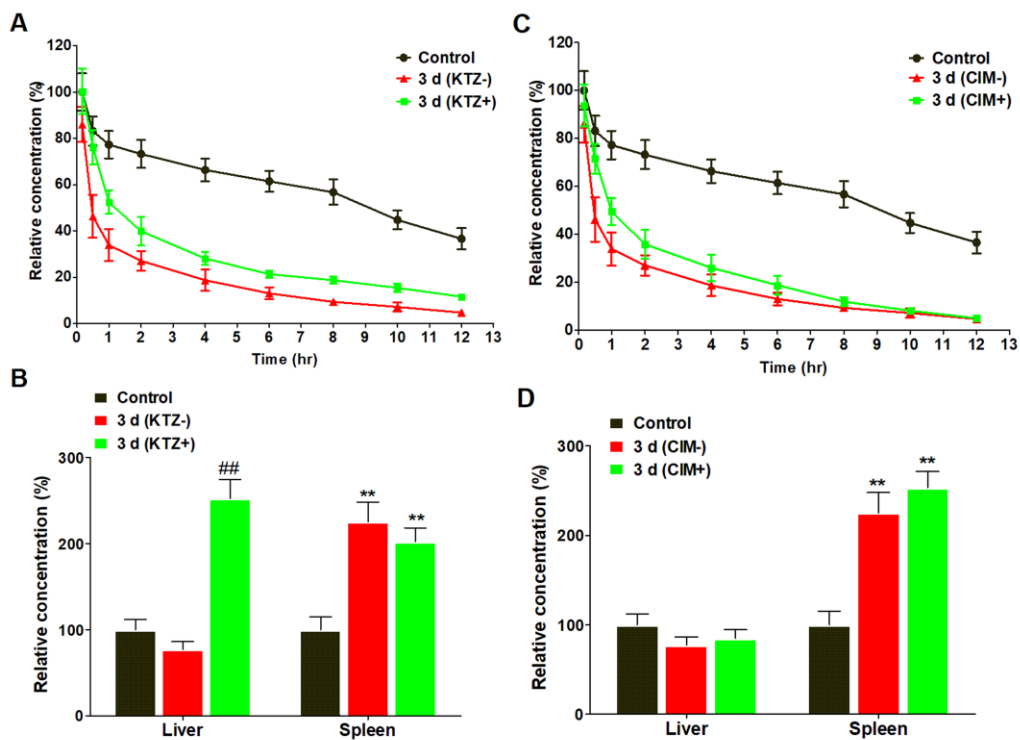 A
Control
3 d (KTZ-)
3 d (KTZ+)
Relative concentration (%)
120
100
80
60
40
20
0
0 1 2 3 4 5 6 7 8 9 10 11 12 13
Time (hr)
C
Control
3 d (CIM-)
3 d (CIM+)
Relative concentration (%)
120
100
80
60
40
20
0
0 1 2 3 4 5 6 7 8 9 10 11 12 13
Time (hr)
B
Control
3 d (KTZ-)
3 d (KTZ+)
Relative concentration (%)
300
200
100
0
##
**
**
Liver Spleen
D
Control
3 d (CIM-)
3 d (CIM+)
Relative concentration (%)
300
200
100
0
**
**
Liver Spleen